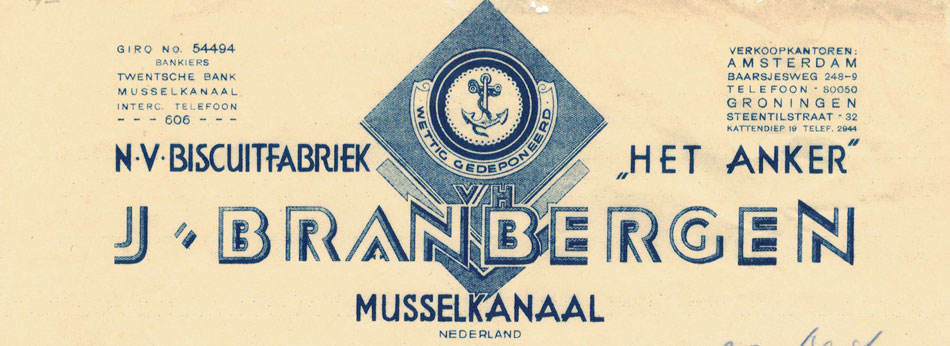 GIRO No. 54494
BANKIERS
TWENTSCHE BANK
MUSSELKANAAL
INTERC. TELEFOON
- - - 606 - - -
VERKOOPKANTOREN:
AMSTERDAM
BAARSJESWEG 248-9
TELEFOON - 80050
GRONINGEN
STEENTILSTRAAT - 32
KATTENDIEP 19 TELEF. 2944
WETTIG GEDEPONEERD
N·V·BISCUITFABRIEK „HET ANKER"
VH
J·BRANBERGEN
MUSSELKANAAL
NEDERLAND